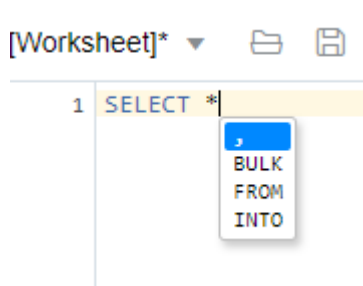 [Worksheet]*
1 SELECT *
,
BULK
FROM
INTO